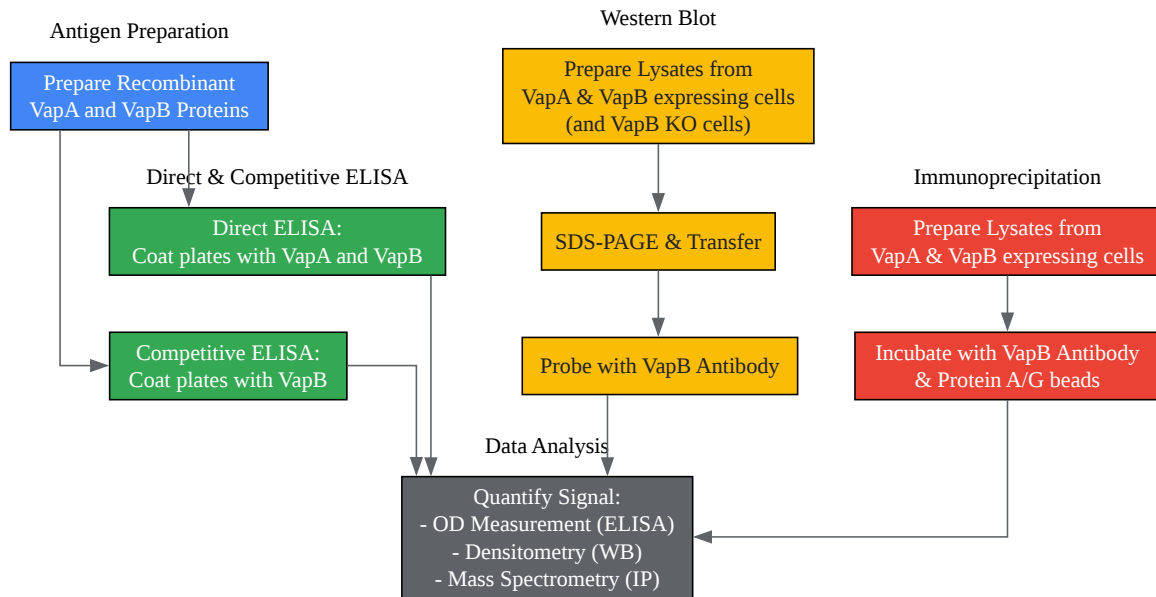 Antigen Preparation
Prepare Recombinant
VapA and VapB Proteins
Direct & Competitive ELISA
Direct ELISA:
Coat plates with VapA and VapB
Competitive ELISA:
Coat plates with VapB
Western Blot
Prepare Lysates from
VapA & VapB expressing cells
(and VapB KO cells)
SDS-PAGE & Transfer
Probe with VapB Antibody
Immunoprecipitation
Prepare Lysates from
VapA & VapB expressing cells
Incubate with VapB Antibody
& Protein A/G beads
Data Analysis
Quantify Signal:
- OD Measurement (ELISA)
- Densitometry (WB)
- Mass Spectrometry (IP)